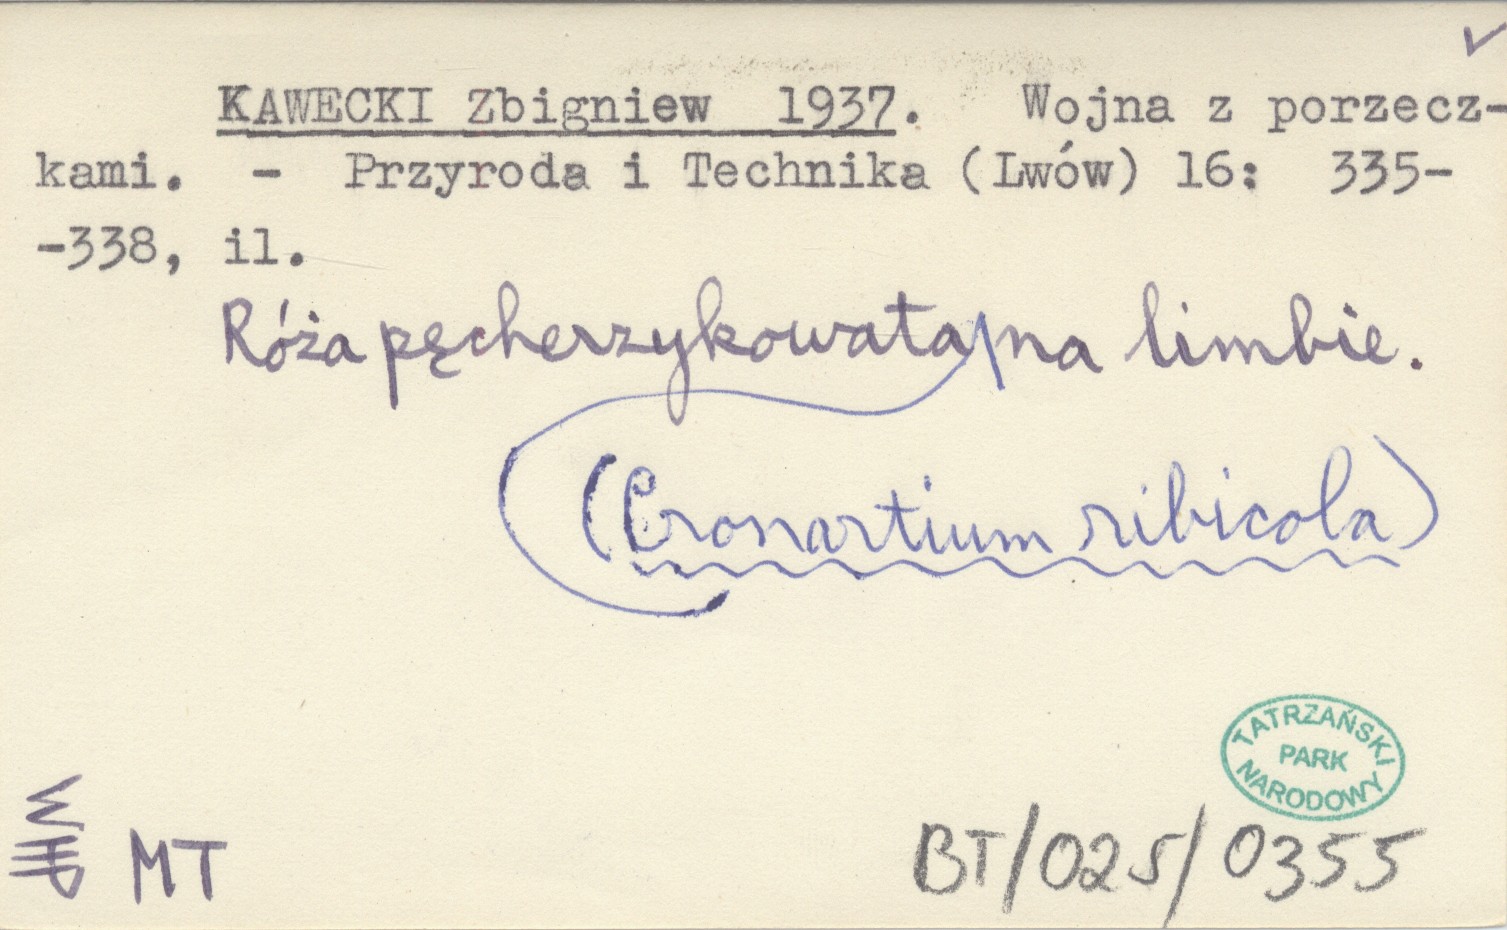 KAWECKI Zbigniew 1937. Wojna z porzecz-
kami. - Przyroda i Technika (Lwów) 16: 335-
-338, il.
Róża pęcherzykowata na limbie.
(Cronartium ribicola)
TATRZAŃSKI
PARK
NARODOWY
MT
BT/025/0355